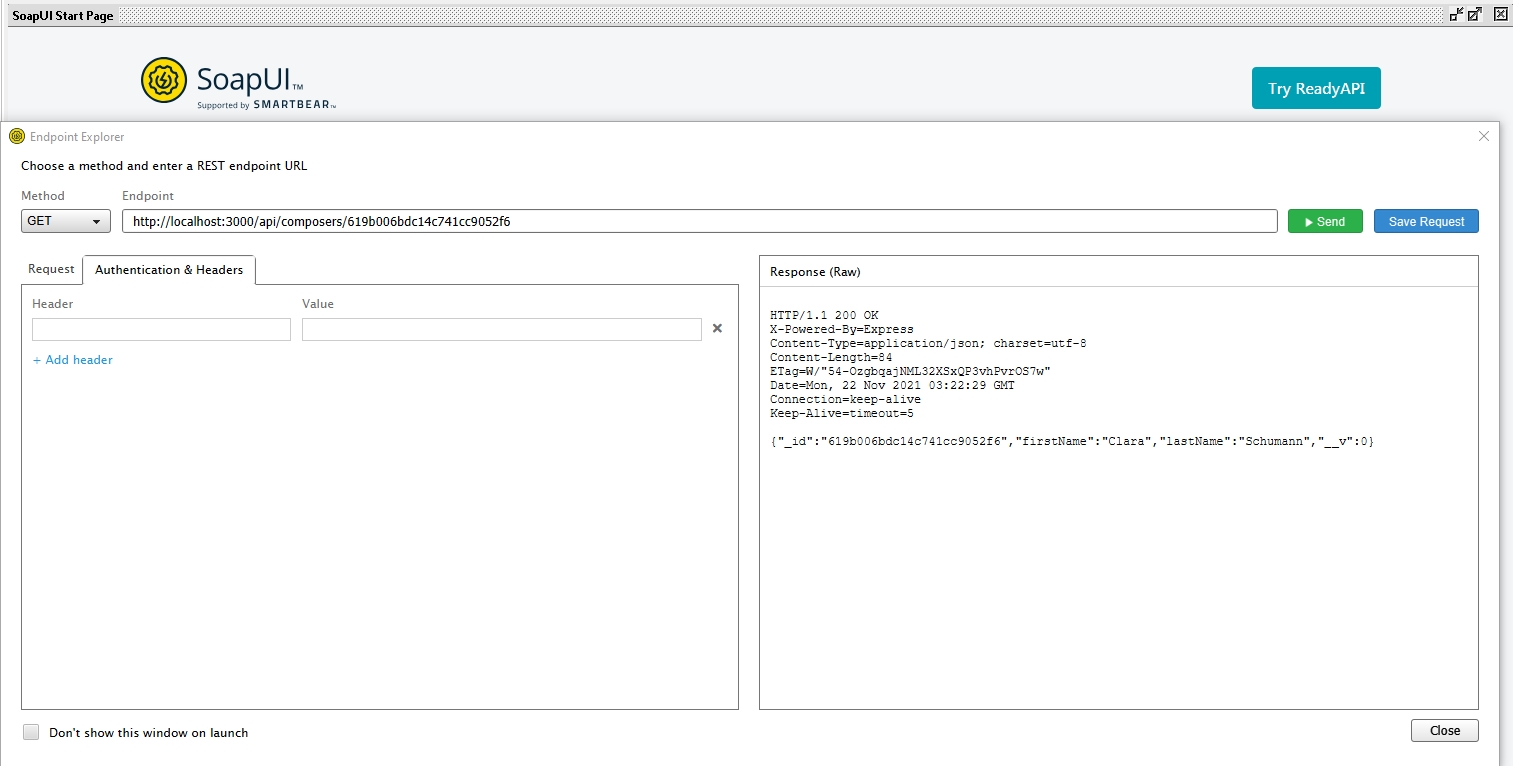 SoapUI Start Page
SoapUI™
Supported by SMARTBEAR™
Try ReadyAPI
Endpoint Explorer
Choose a method and enter a REST endpoint URL
Method Endpoint
GET http://localhost:3000/api/composers/619b006bdc14c741cc9052f6 Send Save Request
Request Authentication & Headers
Header Value
+ Add header
Response (Raw)
HTTP/1.1 200 OK
X-Powered-By=Express
Content-Type=application/json; charset=utf-8
Content-Length=84
ETag=W/"54-OzgbqajNML32XSxQP3vhPvrOS7w"
Date=Mon, 22 Nov 2021 03:22:29 GMT
Connection=keep-alive
Keep-Alive=timeout=5
{"_id":"619b006bdc14c741cc9052f6","firstName":"Clara","lastName":"Schumann","__v":0}
Don't show this window on launch
Close